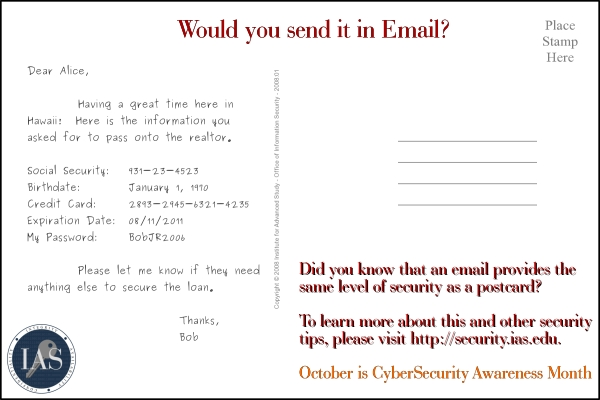 Would you send it in Email?
Place
Stamp
Here
Dear Alice,
Having a great time here in
Hawaii! Here is the information you
asked for to pass onto the realtor.
Social Security: 931-23-4523
Birthdate: January 1, 1970
Credit Card: 2893-2945-6321-4235
Expiration Date: 08/11/2011
My Password: BobJR2006
Please let me know if they need
anything else to secure the loan.
Thanks,
Bob
Copyright © 2008 Institute for Advanced Study - Office of Information Security - 2008.01
Did you know that an email provides the
same level of security as a postcard?
To learn more about this and other security
tips, please visit http://security.ias.edu.
October is CyberSecurity Awareness Month
IAS